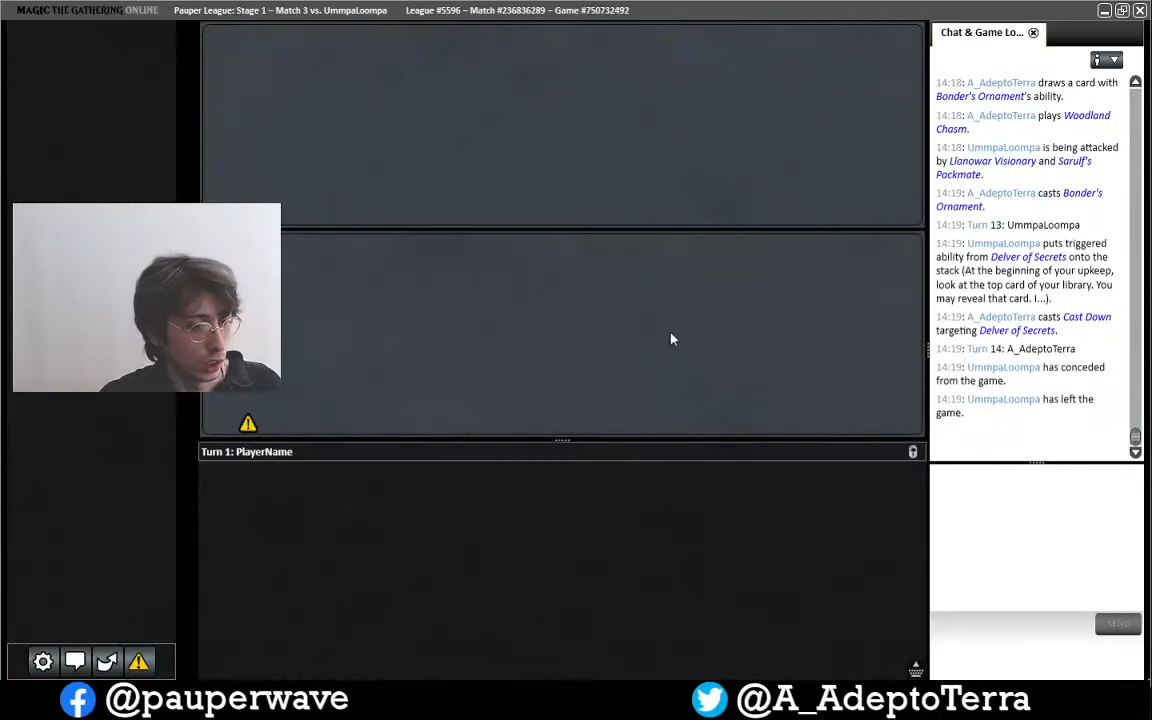 MAGIC THE GATHERING ONLINE
Pauper League: Stage 1 – Match 3 vs. UmmpaLoompa
League #5596 – Match #236836289 – Game #750732492
Chat & Game Lo...
14:18: A_AdeptoTerra draws a card with
Bonder's Ornament's ability.
14:18: A_AdeptoTerra plays Woodland
Chasm.
14:18: UmmpaLoompa is being attacked
by Llanowar Visionary and Sarulf's
Packmate.
14:19: A_AdeptoTerra casts Bonder's
Ornament.
14:19: Turn 13: UmmpaLoompa
14:19: UmmpaLoompa puts triggered
ability from Delver of Secrets onto the
stack (At the beginning of your upkeep,
look at the top card of your library. You
may reveal that card. I...).
14:19: A_AdeptoTerra casts Cast Down
targeting Delver of Secrets.
14:19: Turn 14: A_AdeptoTerra
14:19: UmmpaLoompa has conceded
from the game.
14:19: UmmpaLoompa has left the
game.
Turn 1: PlayerName
SEND
@pauperwave
@A_AdeptoTerra